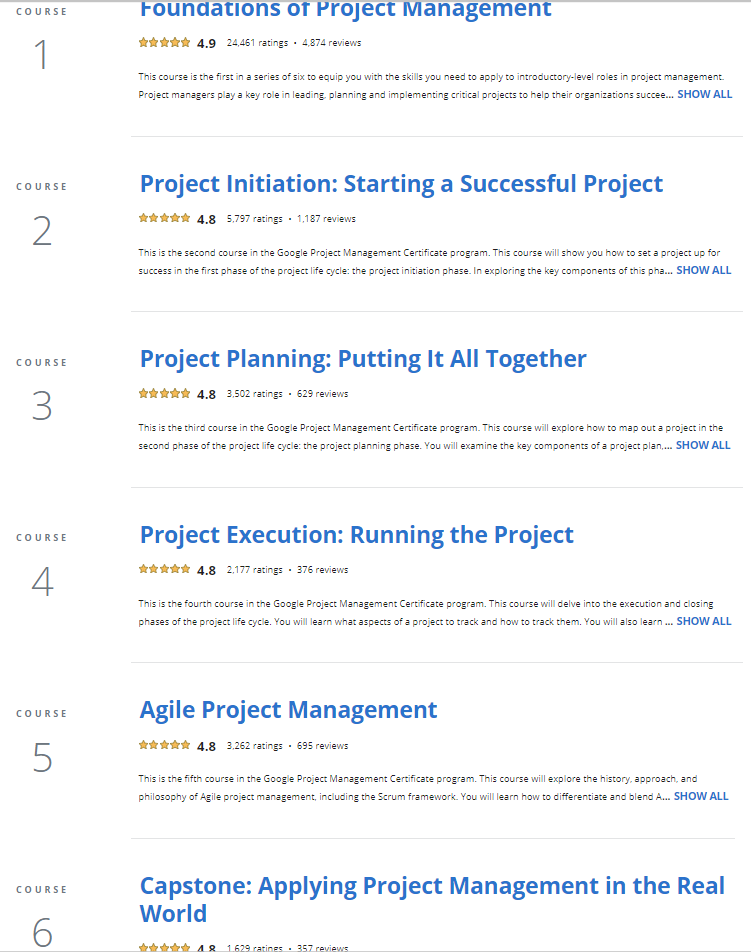 COURSE
1
Foundations of Project Management
4.9 24,461 ratings • 4,874 reviews
This course is the first in a series of six to equip you with the skills you need to apply to introductory-level roles in project management.
Project managers play a key role in leading, planning and implementing critical projects to help their organizations succee... SHOW ALL
COURSE
2
Project Initiation: Starting a Successful Project
4.8 5,797 ratings • 1,187 reviews
This is the second course in the Google Project Management Certificate program. This course will show you how to set a project up for
success in the first phase of the project life cycle: the project initiation phase. In exploring the key components of this pha... SHOW ALL
COURSE
3
Project Planning: Putting It All Together
4.8 3,502 ratings • 629 reviews
This is the third course in the Google Project Management Certificate program. This course will explore how to map out a project in the
second phase of the project life cycle: the project planning phase. You will examine the key components of a project plan,... SHOW ALL
COURSE
4
Project Execution: Running the Project
4.8 2,177 ratings • 376 reviews
This is the fourth course in the Google Project Management Certificate program. This course will delve into the execution and closing
phases of the project life cycle. You will learn what aspects of a project to track and how to track them. You will also learn ... SHOW ALL
COURSE
5
Agile Project Management
4.8 3,262 ratings • 695 reviews
This is the fifth course in the Google Project Management Certificate program. This course will explore the history, approach, and
philosophy of Agile project management, including the Scrum framework. You will learn how to differentiate and blend A... SHOW ALL
COURSE
6
Capstone: Applying Project Management in the Real
World
4.8 1,629 ratings • 357 reviews